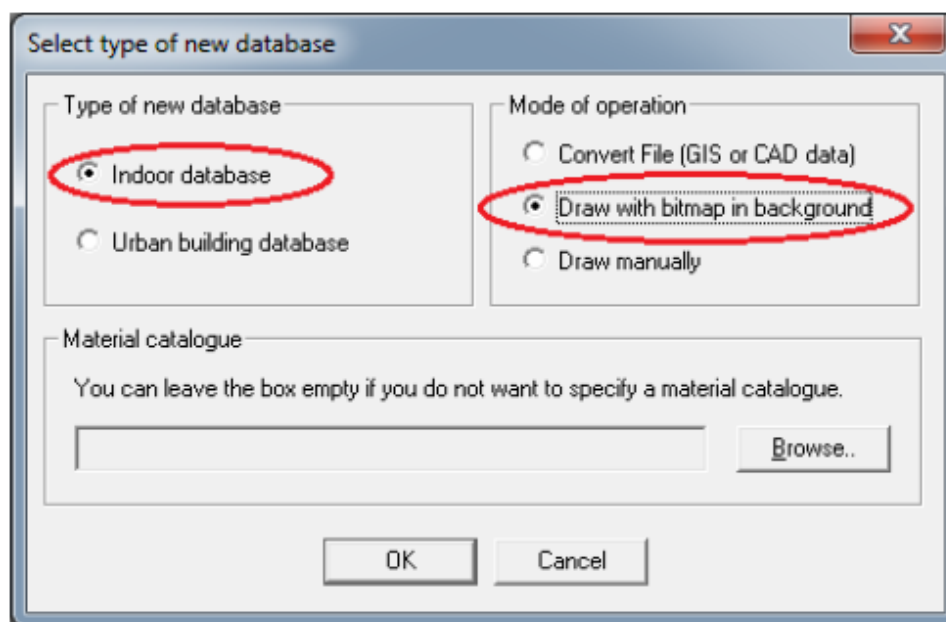 Select type of new database
Type of new database
Indoor database
Urban building database
Mode of operation
Convert File (GIS or CAD data)
Draw with bitmap in background
Draw manually
Material catalogue
You can leave the box empty if you do not want to specify a material catalogue.
Browse..
OK
Cancel